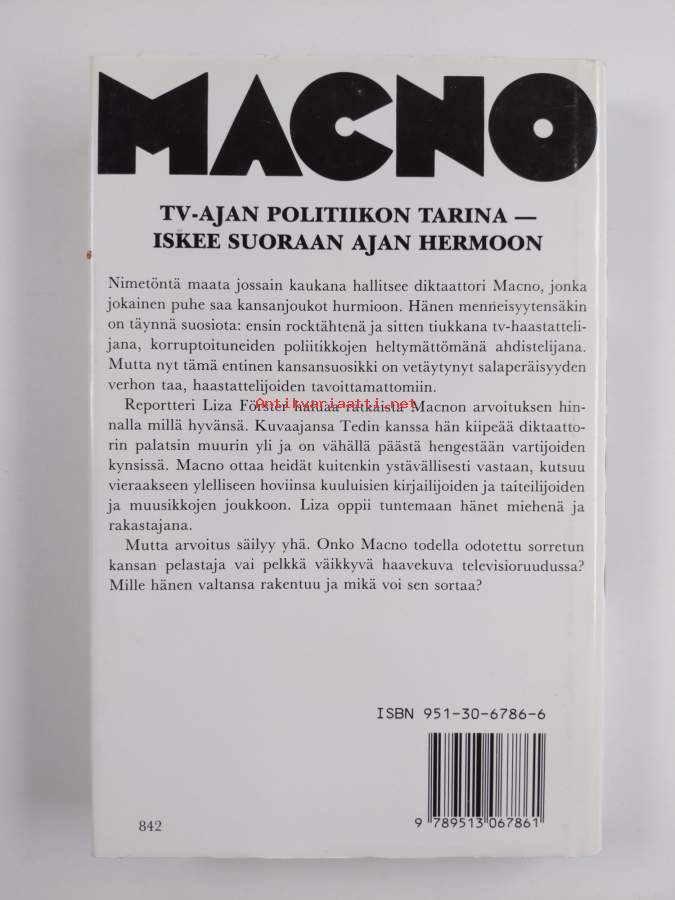 MACNO
TV-AJAN POLITIIKON TARINA —
ISKEE SUORAAN AJAN HERMOON
Nimetöntä maata jossain kaukana hallitsee diktaattori Macno, jonka
jokainen puhe saa kansanjoukot hurmioon. Hänen menneisyytensäkin
on täynnä suosiota: ensin rocktähtenä ja sitten tiukkana tv-haastatteli-
jana, korruptoituneiden poliitikkojen heltymättömänä ahdistelijana.
Mutta nyt tämä entinen kansansuosikki on vetäytynyt salaperäisyyden
verhon taa, haastattelijoiden tavoittamattomiin.
Antikvariaatti.net
Reportteri Liza Förster haluaa ratkaista Macnon arvoituksen hin-
nalla millä hyvänsä. Kuvaajansa Tedin kanssa hän kiipeää diktaatto-
rin palatsin muurin yli ja on vähällä päästä hengestään vartijoiden
kynsissä. Macno ottaa heidät kuitenkin ystävällisesti vastaan, kutsuu
vieraakseen ylelliseen hoviinsa kuuluisien kirjailijoiden ja taiteilijoiden
ja muusikkojen joukkoon. Liza oppii tuntemaan hänet miehenä ja
rakastajana.
Mutta arvoitus säilyy yhä. Onko Macno todella odotettu sorretun
kansan pelastaja vai pelkkä väikkyvä haavekuva televisioruudussa?
Mille hänen valtansa rakentuu ja mikä voi sen sortaa?
ISBN 951-30-6786-6
9 789513 067861
842